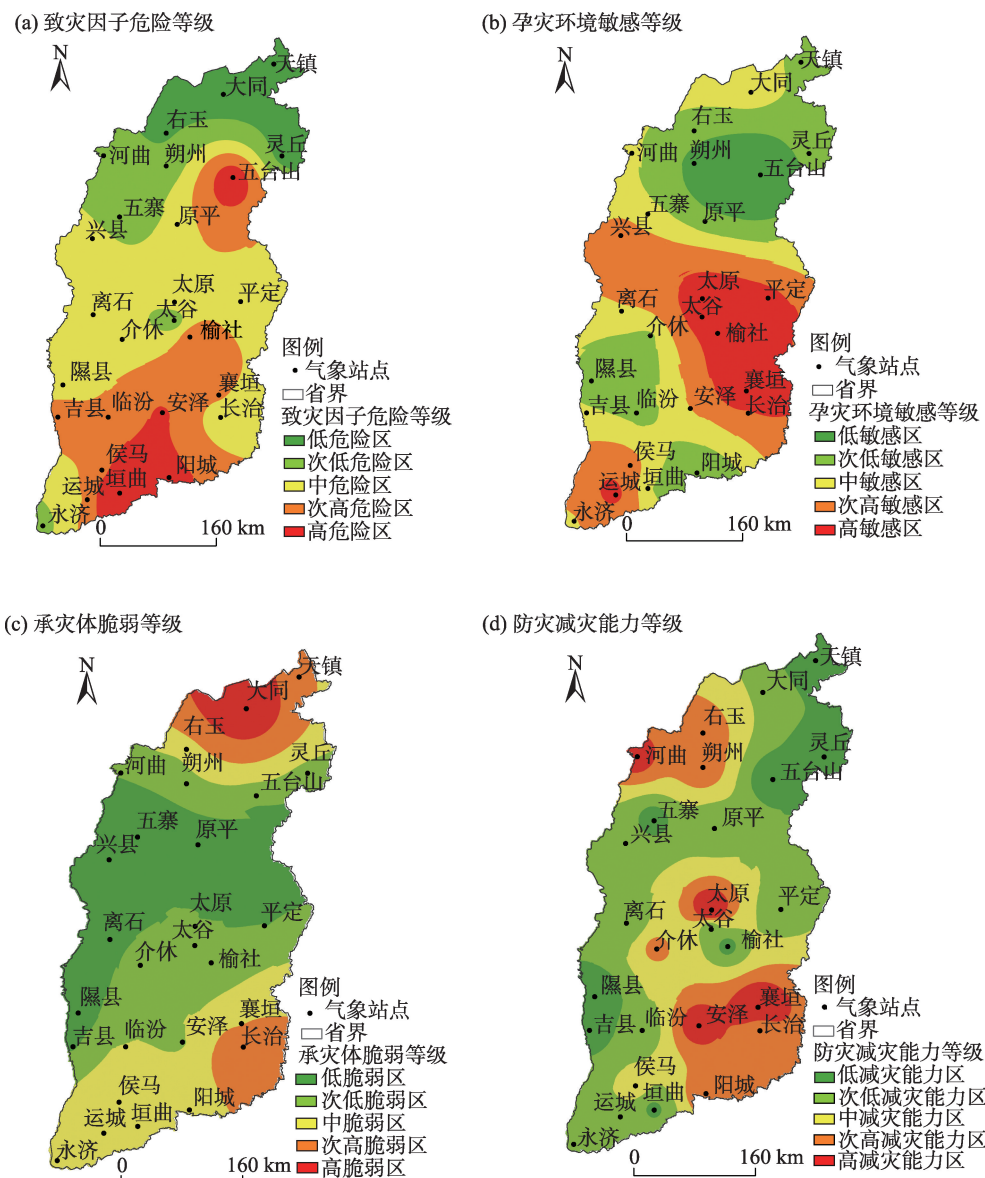 (a) 致灾因子危险等级
N
天镇
大同
右玉
灵丘
河曲
朔州
五台山
五寨
原平
兴县
太原
离石
太谷
平定
介休
榆社
隰县
襄垣
吉县
临汾
安泽
长治
侯马
运城
垣曲
阳城
永济
0
160 km
图例
气象站点
省界
致灾因子危险等级
低危险区
次低危险区
中危险区
次高危险区
高危险区
(b) 孕灾环境敏感等级
N
天镇
大同
右玉
河曲
朔州
灵丘
五台山
五寨
原平
兴县
太原
离石
太谷
平定
介休
榆社
隰县
襄垣
吉县
临汾
安泽
长治
侯马
运城
垣曲
阳城
永济
0
160 km
图例
气象站点
省界
孕灾环境敏感等级
低敏感区
次低敏感区
中敏感区
次高敏感区
高敏感区
(c) 承灾体脆弱等级
N
天镇
大同
右玉
灵丘
河曲
朔州
五台山
五寨
原平
兴县
太原
离石
太谷
平定
介休
榆社
隰县
襄垣
吉县
临汾
安泽
长治
侯马
运城
垣曲
阳城
永济
0
160 km
图例
气象站点
省界
承灾体脆弱等级
低脆弱区
次低脆弱区
中脆弱区
次高脆弱区
高脆弱区
(d) 防灾减灾能力等级
N
天镇
大同
右玉
灵丘
河曲
朔州
五台山
五寨
原平
兴县
太原
离石
太谷
平定
介休
榆社
隰县
襄垣
吉县
临汾
安泽
长治
侯马
运城
垣曲
阳城
永济
0
160 km
图例
气象站点
省界
防灾减灾能力等级
低减灾能力区
次低减灾能力区
中减灾能力区
次高减灾能力区
高减灾能力区